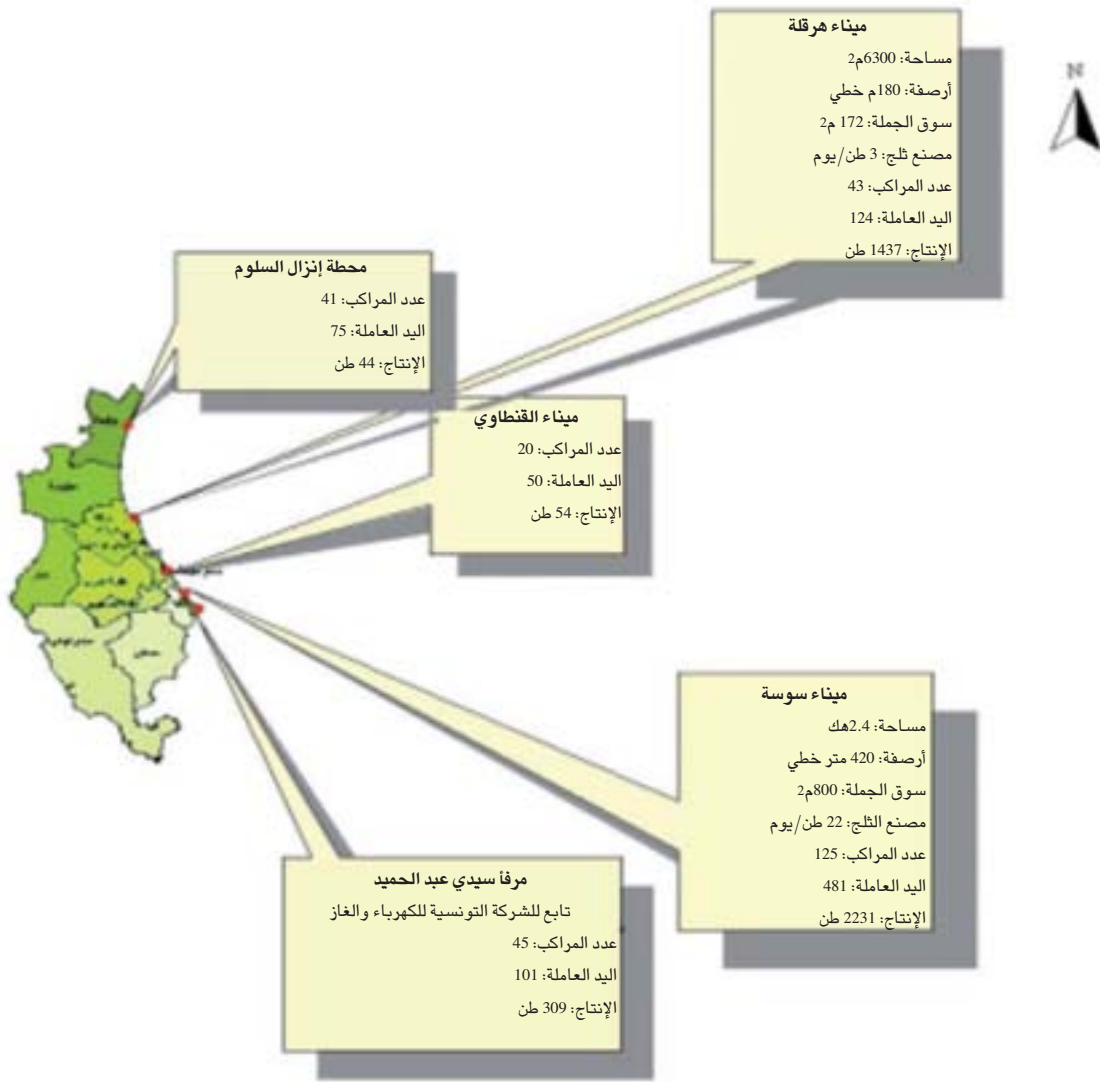 ميناء هرقلة
مساحة: 6300م2
أرصفة: 180م خطي
سوق الجملة: 172 م2
مصنع ثلج: 3 طن/يوم
عدد المراكب: 43
اليد العاملة: 124
الإنتاج: 1437 طن
N
محطة إنزال السلوم
عدد المراكب: 41
اليد العاملة: 75
الإنتاج: 44 طن
ميناء القنطاوي
عدد المراكب: 20
اليد العاملة: 50
الإنتاج: 54 طن
ميناء سوسة
مساحة: 2.4هك
أرصفة: 420 متر خطي
سوق الجملة: 800م2
مصنع الثلج: 22 طن/يوم
عدد المراكب: 125
اليد العاملة: 481
الإنتاج: 2231 طن
مرفأ سيدي عبد الحميد
تابع للشركة التونسية للكهرباء والغاز
عدد المراكب: 45
اليد العاملة: 101
الإنتاج: 309 طن